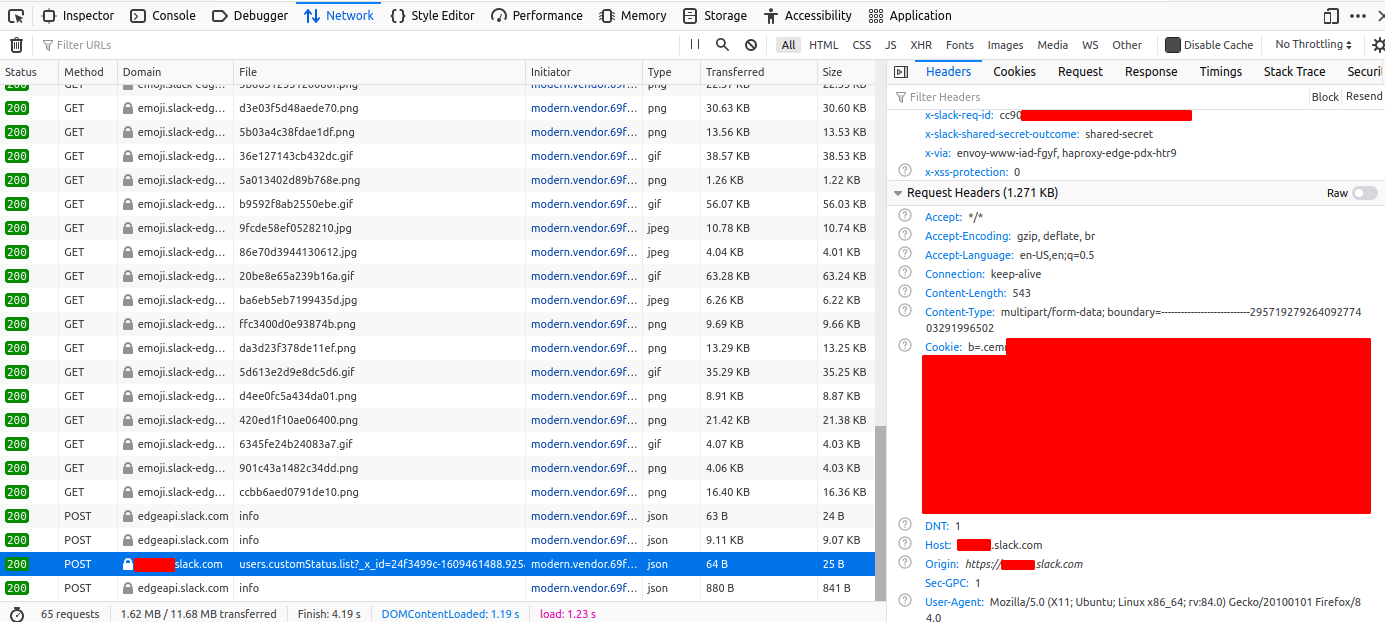 Inspector Console Debugger Network Style Editor Performance Memory Storage Accessibility Application
Filter URLs All HTML CSS JS XHR Fonts Images Media WS Other Disable Cache No Throttling
Status Method Domain File Initiator Type Transferred Size
200 GET emoji.slack-edg… modern.vendor.69f… png
200 GET emoji.slack-edg… d3e03f5d48aede70.png modern.vendor.69f… png 30.63 KB 30.60 KB
200 GET emoji.slack-edg… 5b03a4c38fdae1df.png modern.vendor.69f… png 13.56 KB 13.53 KB
200 GET emoji.slack-edg… 36e127143cb432dc.gif modern.vendor.69f… gif 38.57 KB 38.53 KB
200 GET emoji.slack-edg… 5a013402d89b768e.png modern.vendor.69f… png 1.26 KB 1.22 KB
200 GET emoji.slack-edg… b9592f8ab2550ebe.gif modern.vendor.69f… gif 56.07 KB 56.03 KB
200 GET emoji.slack-edg… 9fcde58ef0528210.jpg modern.vendor.69f… jpeg 10.78 KB 10.74 KB
200 GET emoji.slack-edg… 86e70d3944130612.jpg modern.vendor.69f… jpeg 4.04 KB 4.01 KB
200 GET emoji.slack-edg… 20be8e65a239b16a.gif modern.vendor.69f… gif 63.28 KB 63.24 KB
200 GET emoji.slack-edg… ba6eb5eb7199435d.jpg modern.vendor.69f… jpeg 6.26 KB 6.22 KB
200 GET emoji.slack-edg… ffc3400d0e93874b.png modern.vendor.69f… png 9.69 KB 9.66 KB
200 GET emoji.slack-edg… da3d23f378de11ef.png modern.vendor.69f… png 13.29 KB 13.25 KB
200 GET emoji.slack-edg… 5d613e2d9e8dc5d6.gif modern.vendor.69f… gif 35.29 KB 35.25 KB
200 GET emoji.slack-edg… d4ee0fc5a434da01.png modern.vendor.69f… png 8.91 KB 8.87 KB
200 GET emoji.slack-edg… 420ed1f10ae06400.png modern.vendor.69f… png 21.42 KB 21.38 KB
200 GET emoji.slack-edg… 6345fe24b24083a7.gif modern.vendor.69f… gif 4.07 KB 4.03 KB
200 GET emoji.slack-edg… 901c43a1482c34dd.png modern.vendor.69f… png 4.06 KB 4.03 KB
200 GET emoji.slack-edg… ccbb6aed0791de10.png modern.vendor.69f… png 16.40 KB 16.36 KB
200 POST edgeapi.slack.com info modern.vendor.69f… json 63 B 24 B
200 POST edgeapi.slack.com info modern.vendor.69f… json 9.11 KB 9.07 KB
200 POST slack.com users.customStatus.list?_x_id=24f3499c-1609461488.925 modern.vendor.69f… json 64 B 25 B
200 POST edgeapi.slack.com info modern.vendor.69f… json 880 B 841 B
65 requests 1.62 MB / 11.68 MB transferred Finish: 4.19 s DOMContentLoaded: 1.19 s load: 1.23 s
Headers Cookies Request Response Timings Stack Trace Securi
Filter Headers Block Resend
x-slack-req-id: cc90
x-slack-shared-secret-outcome: shared-secret
x-via: envoy-www-iad-fgyf, haproxy-edge-pdx-htr9
x-xss-protection: 0
Request Headers (1.271 KB) Raw
Accept: */*
Accept-Encoding: gzip, deflate, br
Accept-Language: en-US,en;q=0.5
Connection: keep-alive
Content-Length: 543
Content-Type: multipart/form-data; boundary=---------------------------295719279264092774
03291996502
Cookie: b=.cem
DNT: 1
Host: .slack.com
Origin: https:// slack.com
Sec-GPC: 1
User-Agent: Mozilla/5.0 (X11; Ubuntu; Linux x86_64; rv:84.0) Gecko/20100101 Firefox/8
4.0